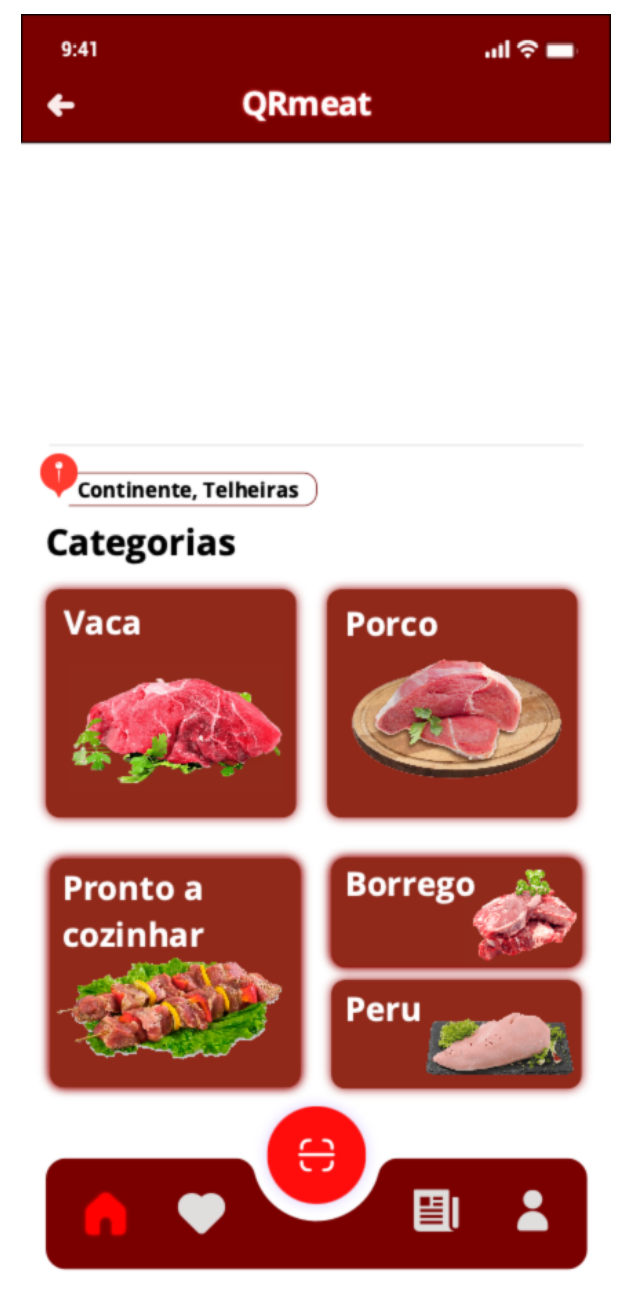 9:41
QRmeat
Continente, Telheiras
Categorias
Vaca
Porco
Pronto a
cozinhar
Borrego
Peru